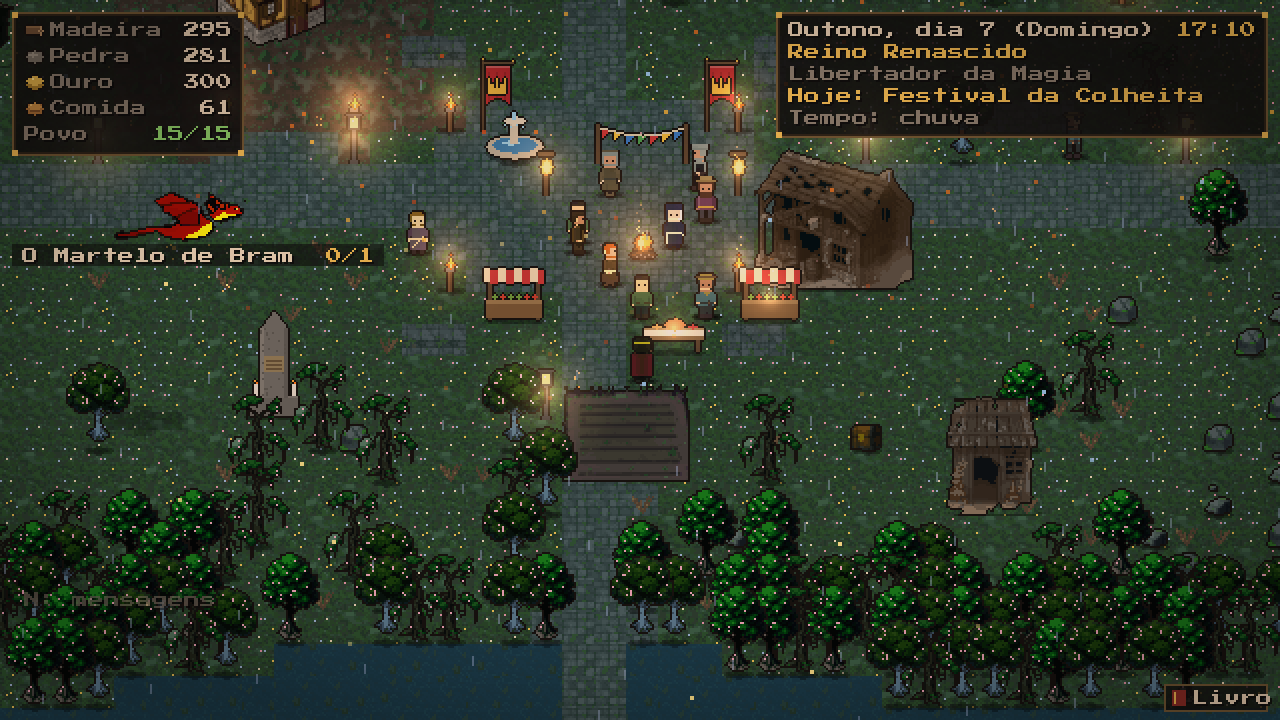 Madeira 295
Pedra 281
Ouro 300
Comida 61
Povo 15/15
Outono, dia 7 (Domingo) 17:10
Reino Renascido
Libertador da Magia
Hoje: Festival da Colheita
Tempo: chuva
O Martelo de Bram 0/1
N: mensagens
Livro